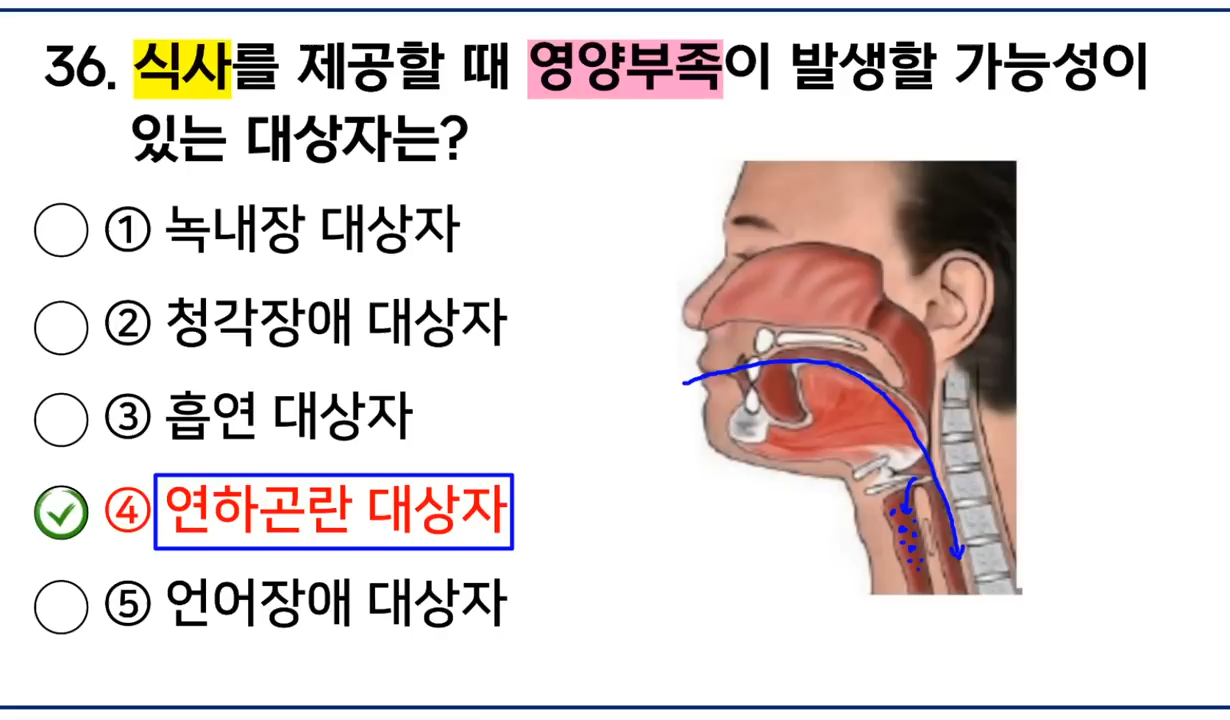 36. 식사를 제공할 때 영양부족이 발생할 가능성이
있는 대상자는?
① 녹내장 대상자
② 청각장애 대상자
③ 흡연 대상자
④ 연하곤란 대상자
⑤ 언어장애 대상자